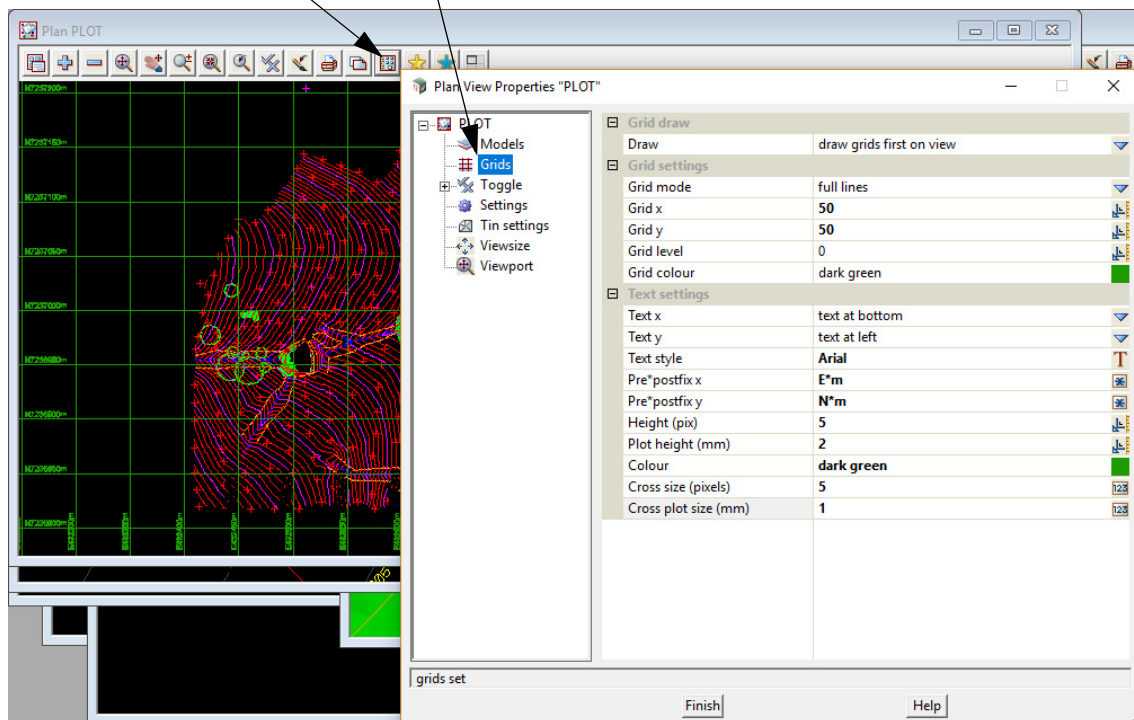 Plan PLOT
Plan View Properties "PLOT"
PLOT
Models
Grids
Toggle
Settings
Tin settings
Viewsize
Viewport
Grid draw
Draw draw grids first on view
Grid settings
Grid mode full lines
Grid x 50
Grid y 50
Grid level 0
Grid colour dark green
Text settings
Text x text at bottom
Text y text at left
Text style Arial T
Pre*postfix x E*m
Pre*postfix y N*m
Height (pix) 5
Plot height (mm) 2
Colour dark green
Cross size (pixels) 5 123
Cross plot size (mm) 1 123
grids set
Finish Help